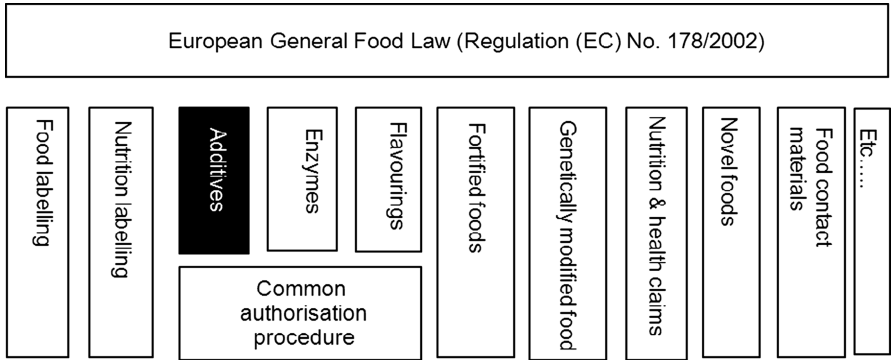 European General Food Law (Regulation (EC) No. 178/2002)
Food labelling
Nutrition labelling
Additives
Enzymes
Flavourings
Fortified foods
Genetically modified food
Nutrition & health claims
Novel foods
Food contact
materials
Etc.....
Common
authorisation
procedure